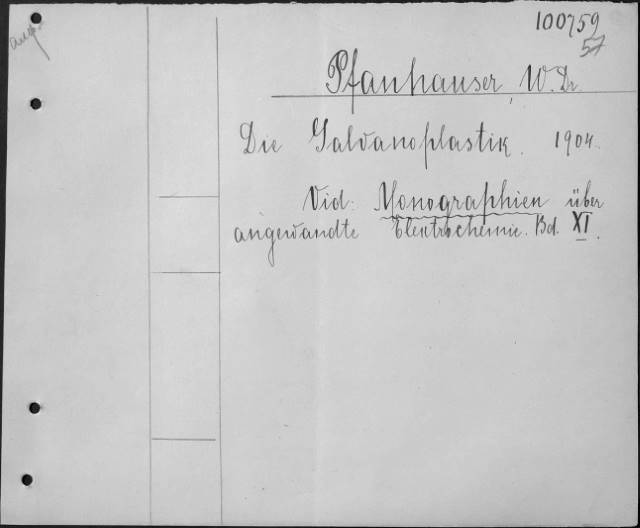 100759
57
Pfanhauser, W. Dr.
Die Galvanoplastik. 1904.
Vid: Monographien über
angewandte Elektrochemie. Bd. XI.